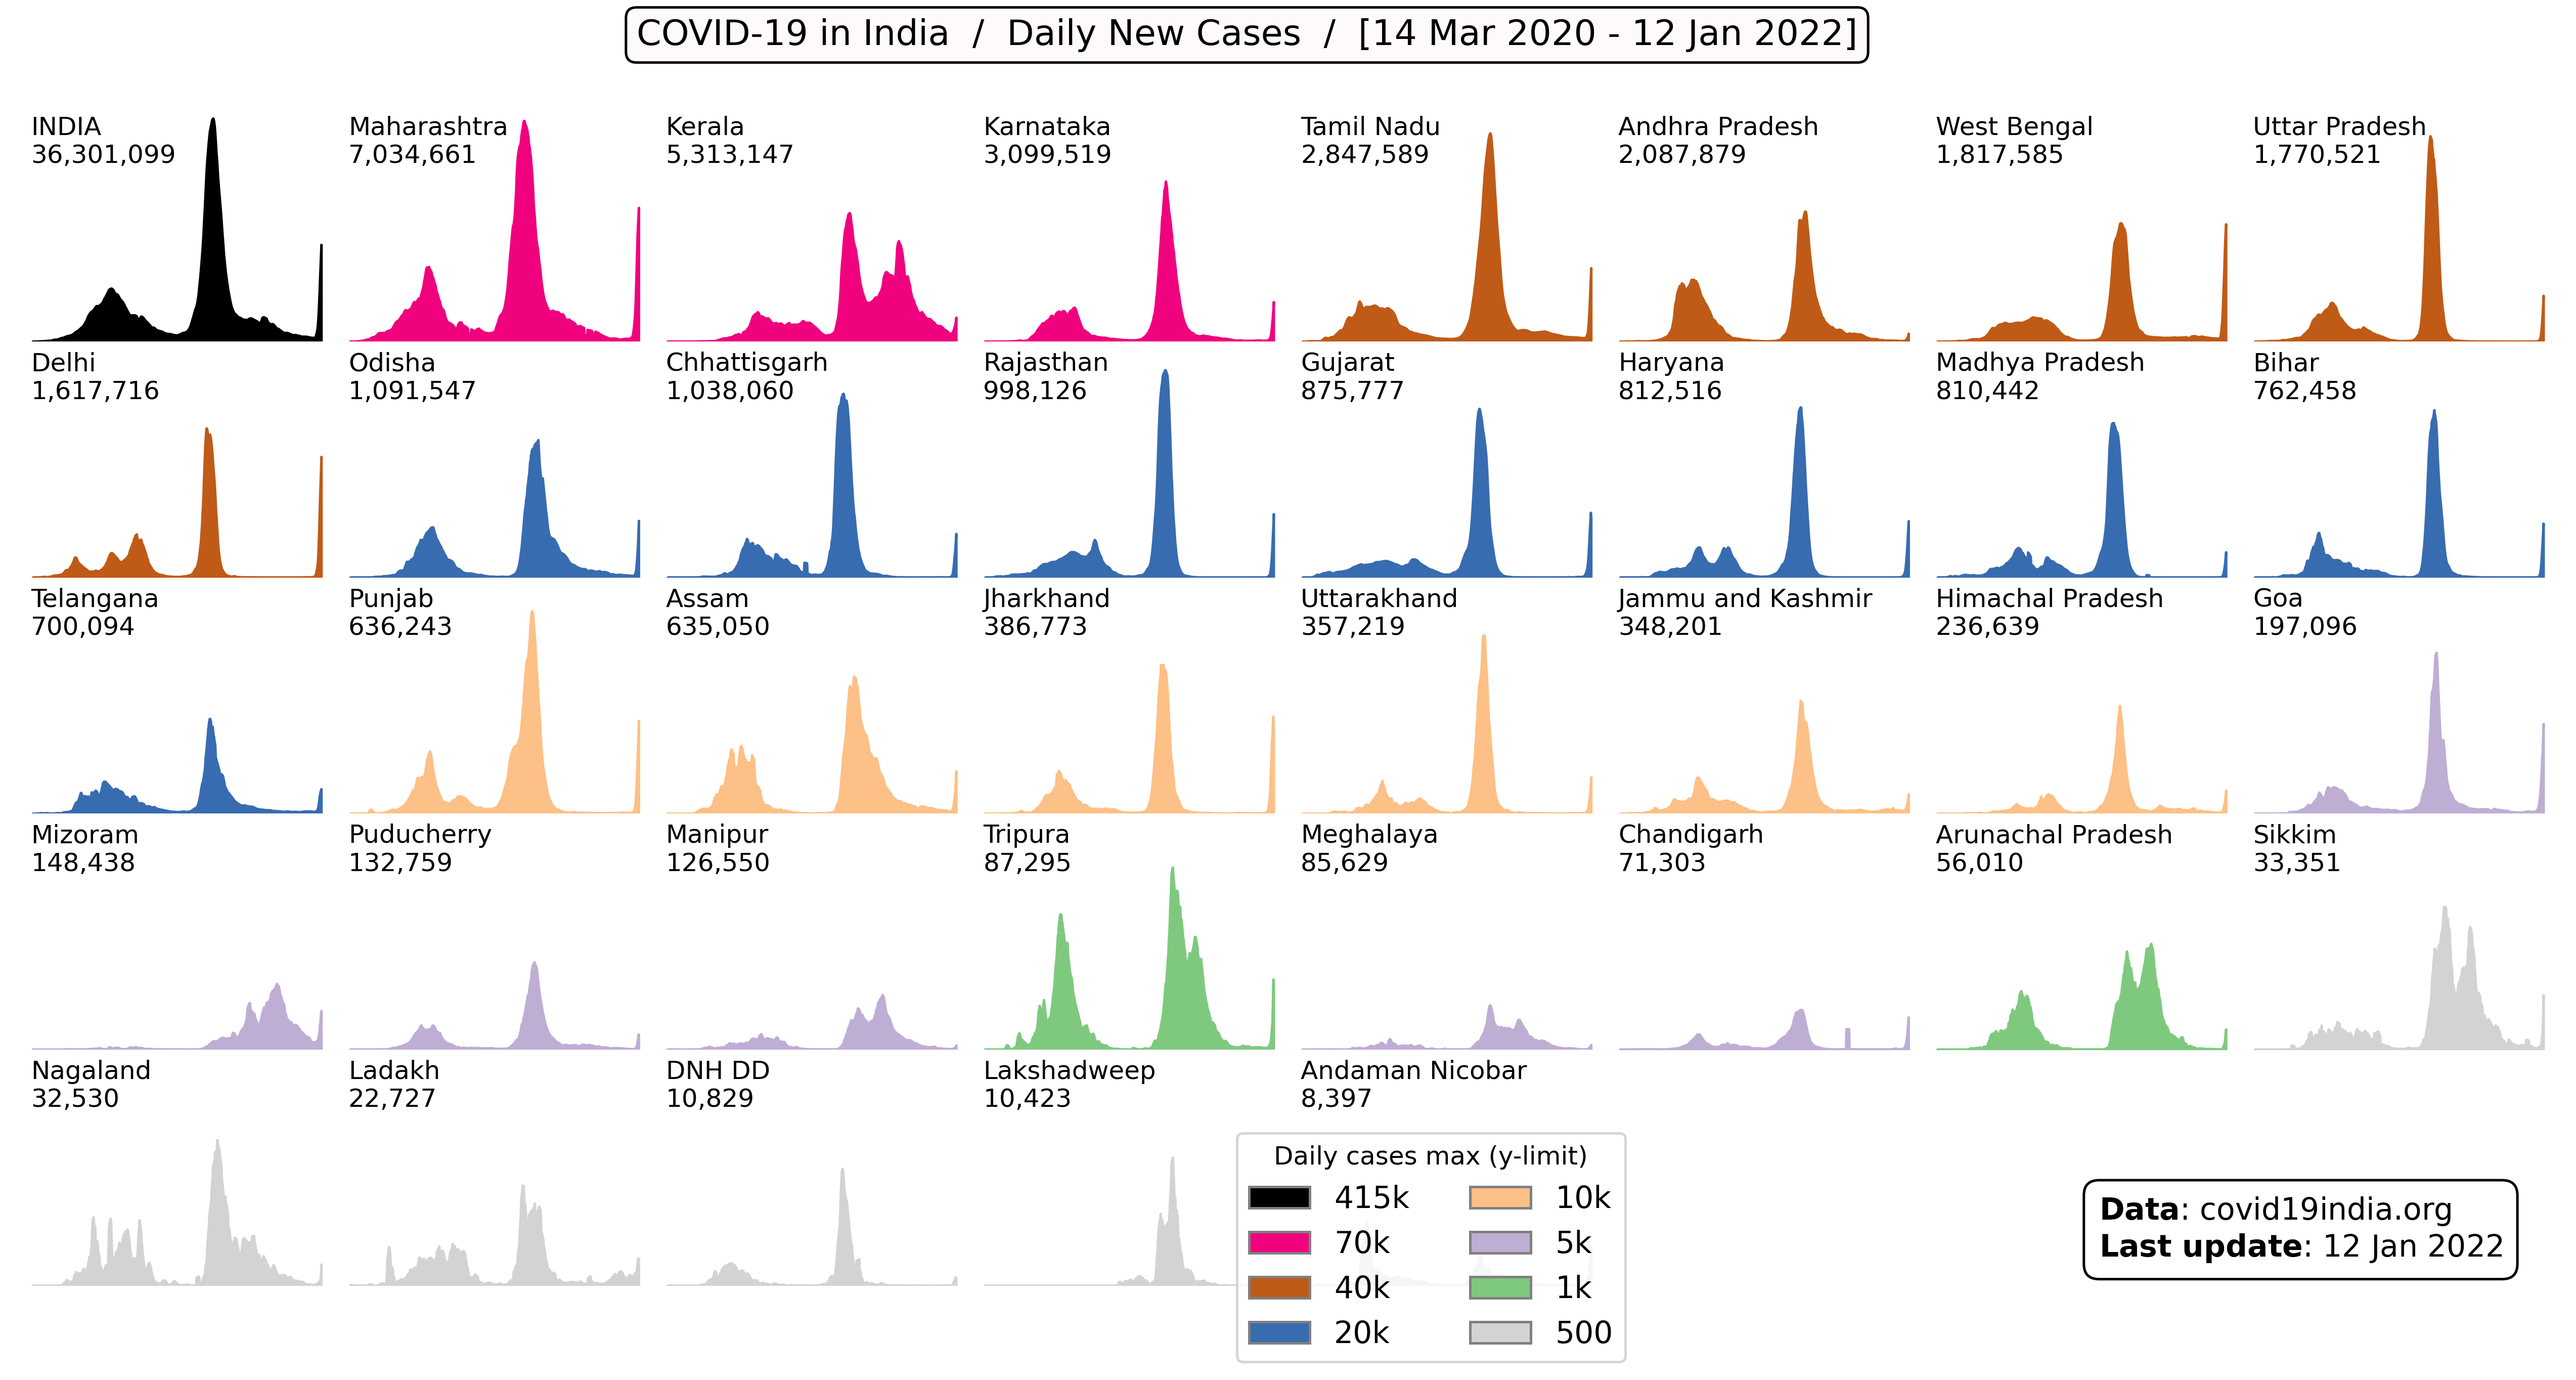 COVID-19 in India / Daily New Cases / [14 Mar 2020 - 12 Jan 2022]
INDIA
36,301,099
Maharashtra
7,034,661
Kerala
5,313,147
Karnataka
3,099,519
Tamil Nadu
2,847,589
Andhra Pradesh
2,087,879
West Bengal
1,817,585
Uttar Pradesh
1,770,521
Delhi
1,617,716
Odisha
1,091,547
Chhattisgarh
1,038,060
Rajasthan
998,126
Gujarat
875,777
Haryana
812,516
Madhya Pradesh
810,442
Bihar
762,458
Telangana
700,094
Punjab
636,243
Assam
635,050
Jharkhand
386,773
Uttarakhand
357,219
Jammu and Kashmir
348,201
Himachal Pradesh
236,639
Goa
197,096
Mizoram
148,438
Puducherry
132,759
Manipur
126,550
Tripura
87,295
Meghalaya
85,629
Chandigarh
71,303
Arunachal Pradesh
56,010
Sikkim
33,351
Nagaland
32,530
Ladakh
22,727
DNH DD
10,829
Lakshadweep
10,423
Andaman Nicobar
8,397
Daily cases max (y-limit)
415k
70k
40k
20k
10k
5k
1k
500
Data: covid19india.org
Last update: 12 Jan 2022